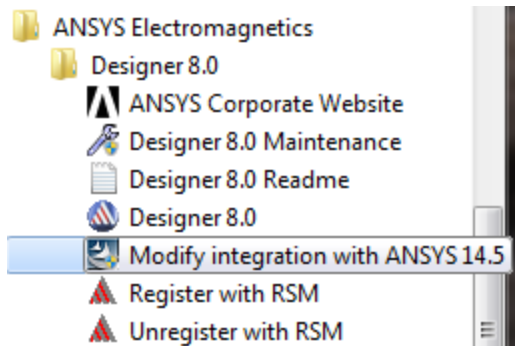 ANSYS Electromagnetics
Designer 8.0
ANSYS Corporate Website
Designer 8.0 Maintenance
Designer 8.0 Readme
Designer 8.0
Modify integration with ANSYS 14.5
Register with RSM
Unregister with RSM